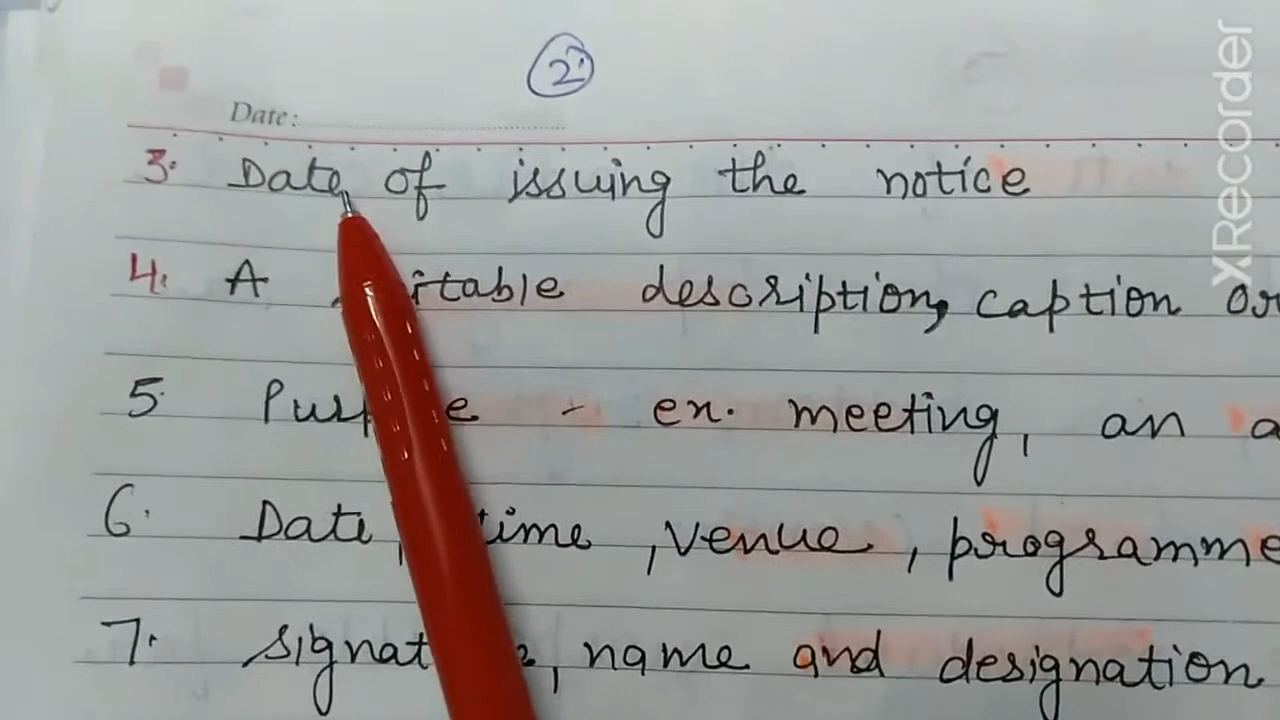 2
Date:
3. Date of issuing the notice
4. A description, caption
5. ex. meeting, an
6. Date, time, venue, programme
7. name and designation
XRecorder